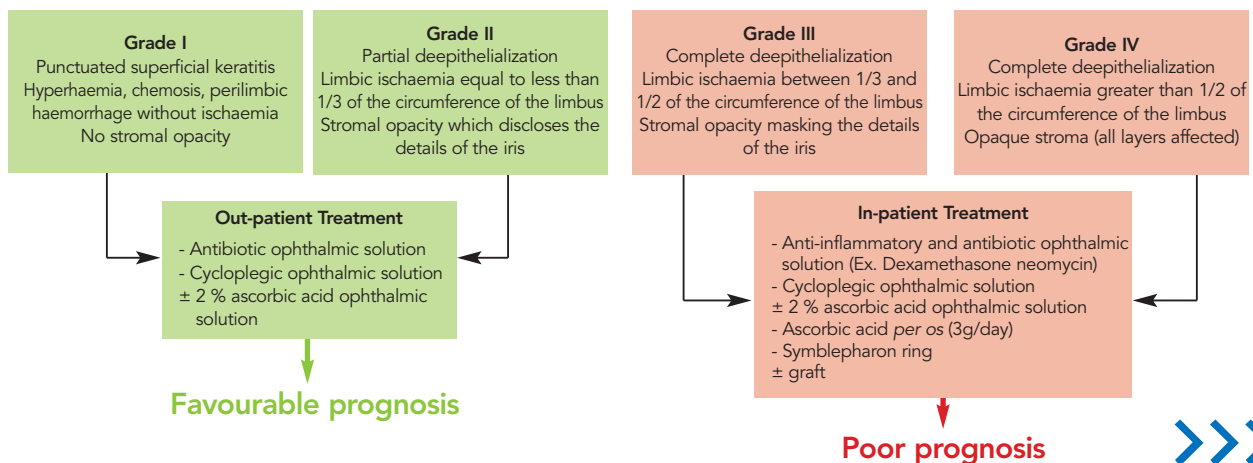 Grade I
Punctuated superficial keratitis
Hyperhaemia, chemosis, perilimbic
haemorrhage without ischaemia
No stromal opacity
Grade II
Partial deepithelialization
Limbic ischaemia equal to less than
1/3 of the circumference of the limbus
Stromal opacity which discloses the
details of the iris
Grade III
Complete deepithelialization
Limbic ischaemia between 1/3 and
1/2 of the circumference of the limbus
Stromal opacity masking the details
of the iris
Grade IV
Complete deepithelialization
Limbic ischaemia greater than 1/2 of
the circumference of the limbus
Opaque stroma (all layers affected)
Out-patient Treatment
- Antibiotic ophthalmic solution
- Cycloplegic ophthalmic solution
± 2 % ascorbic acid ophthalmic
solution
Favourable prognosis
In-patient Treatment
- Anti-inflammatory and antibiotic ophthalmic
solution (Ex. Dexamethasone neomycin)
- Cycloplegic ophthalmic solution
± 2 % ascorbic acid ophthalmic solution
- Ascorbic acid per os (3g/day)
- Symblepharon ring
± graft
Poor prognosis